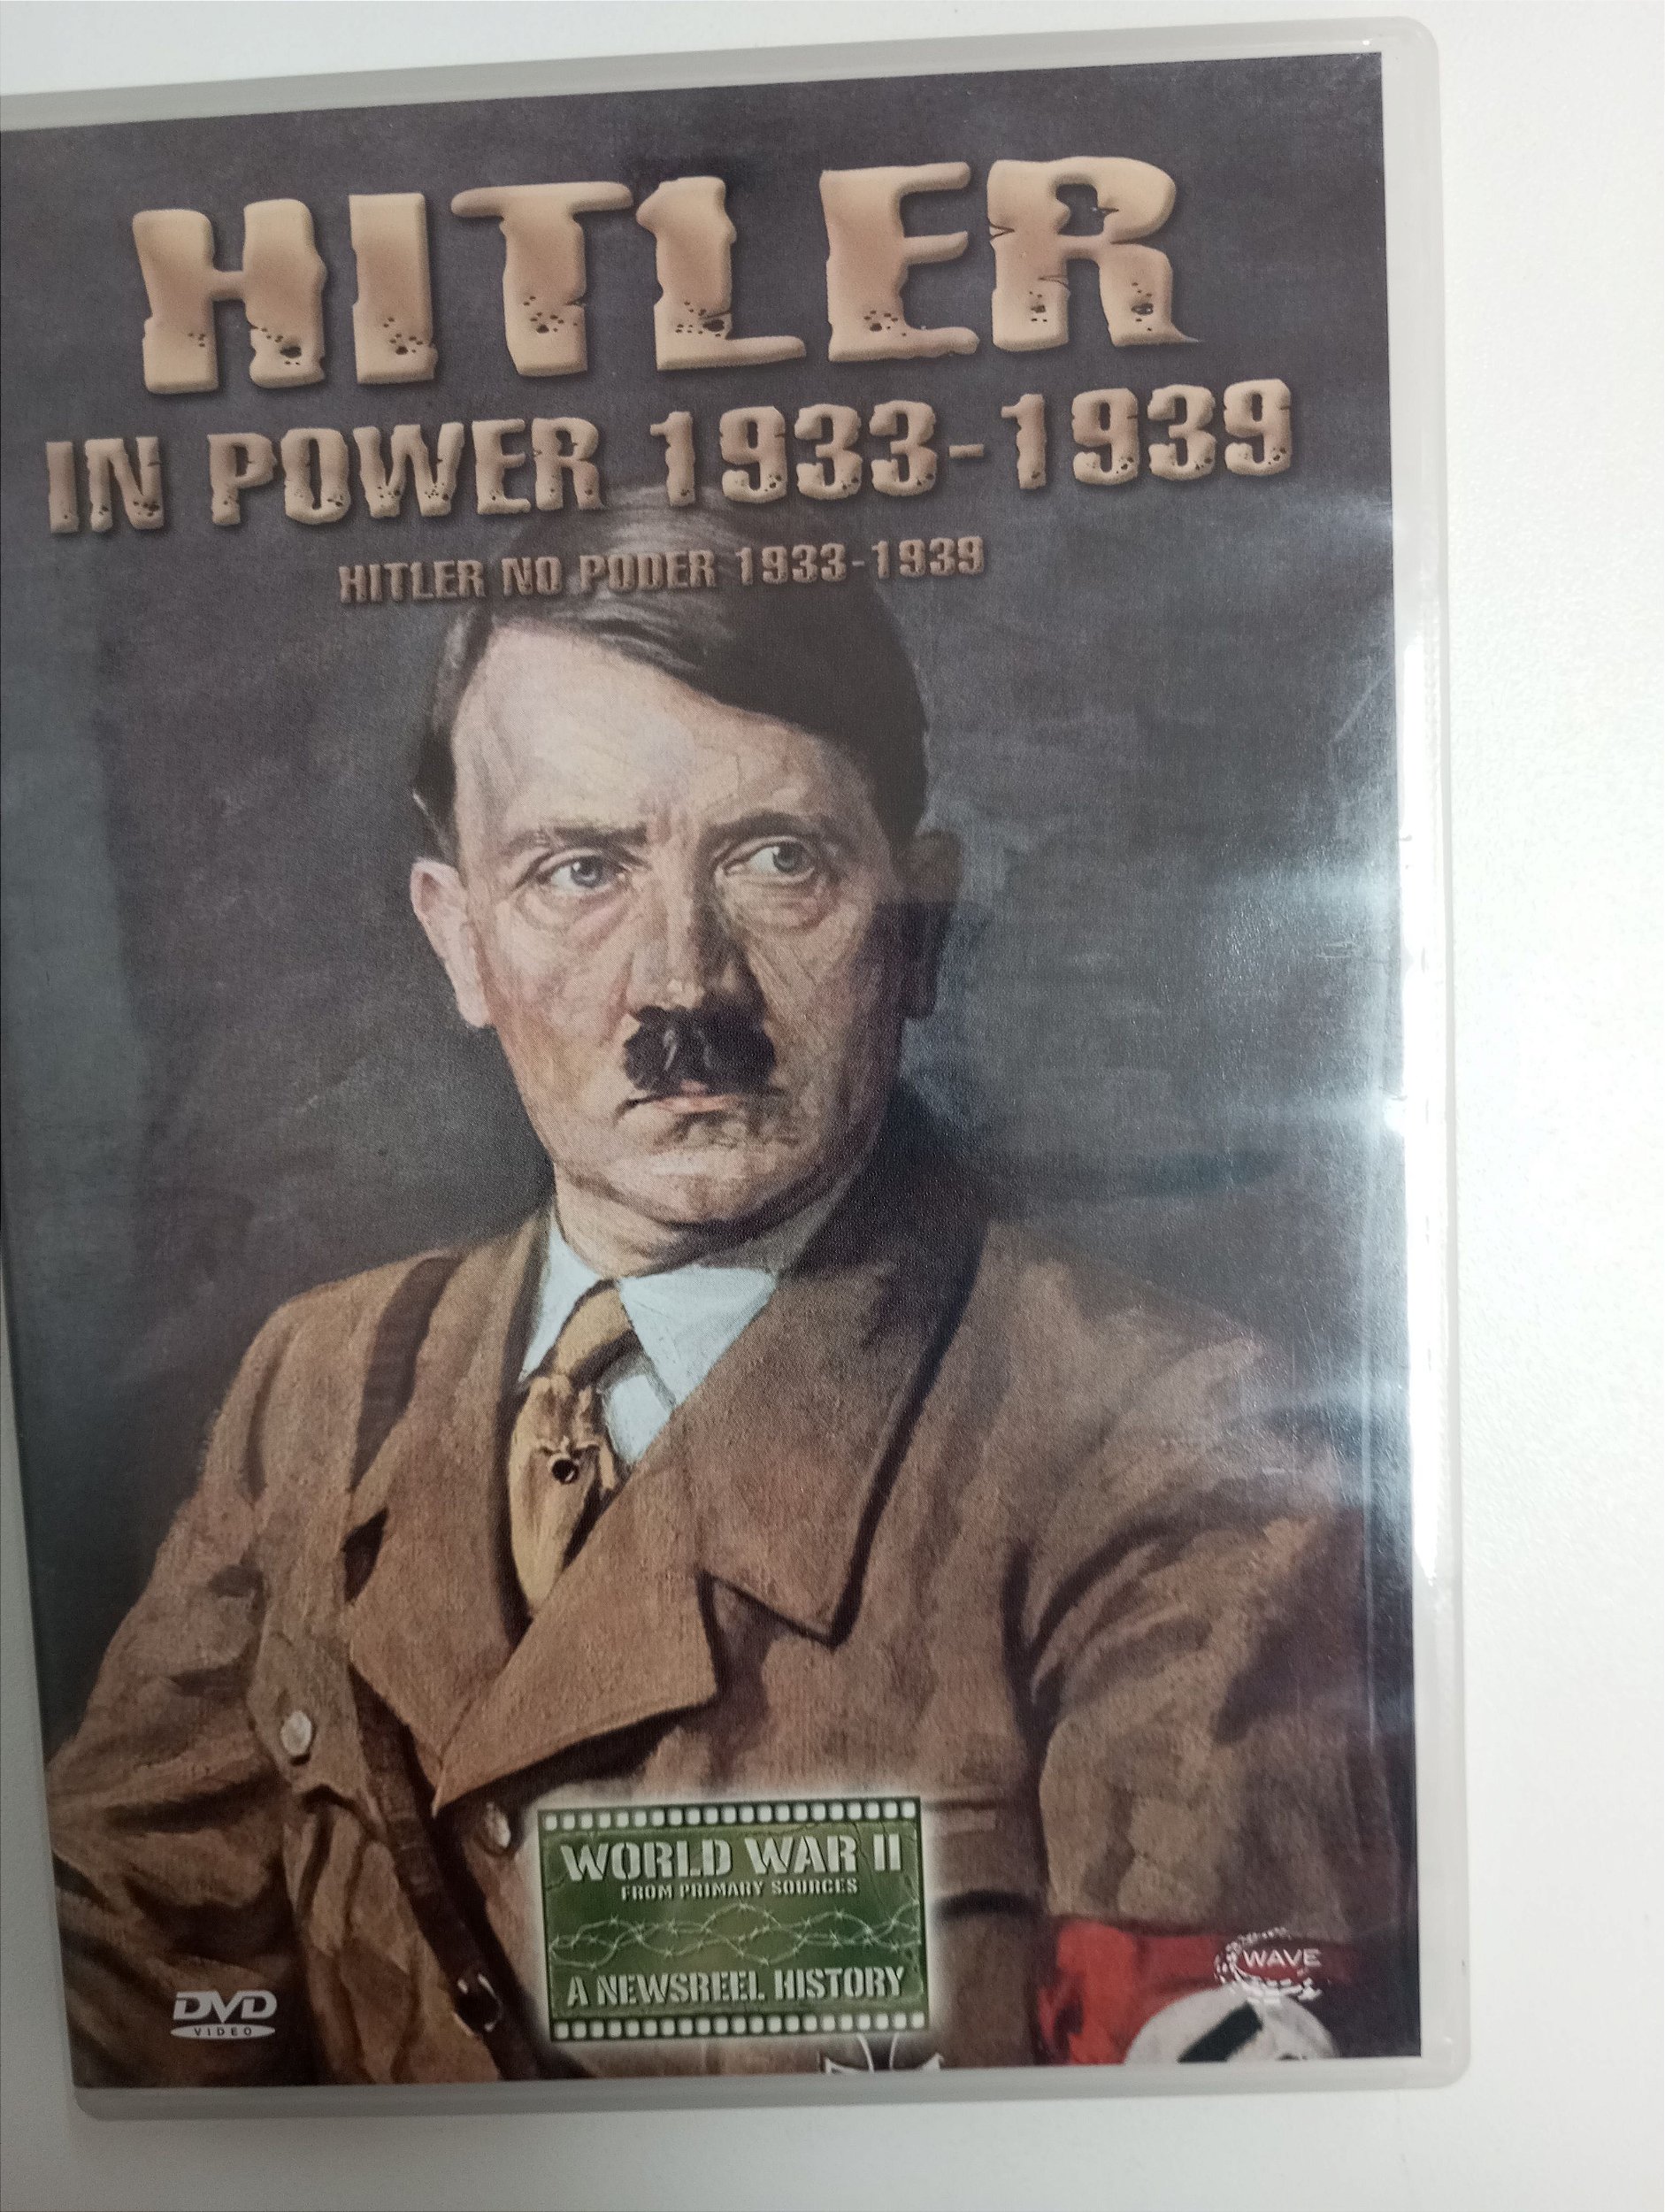 HITLER
IN POWER 1933-1939
HITLER NO PODER 1933-1939
WORLD WAR II
FROM PRIMARY SOURCES
A NEWSREEL HISTORY
WAVE
DVD
VIDEO